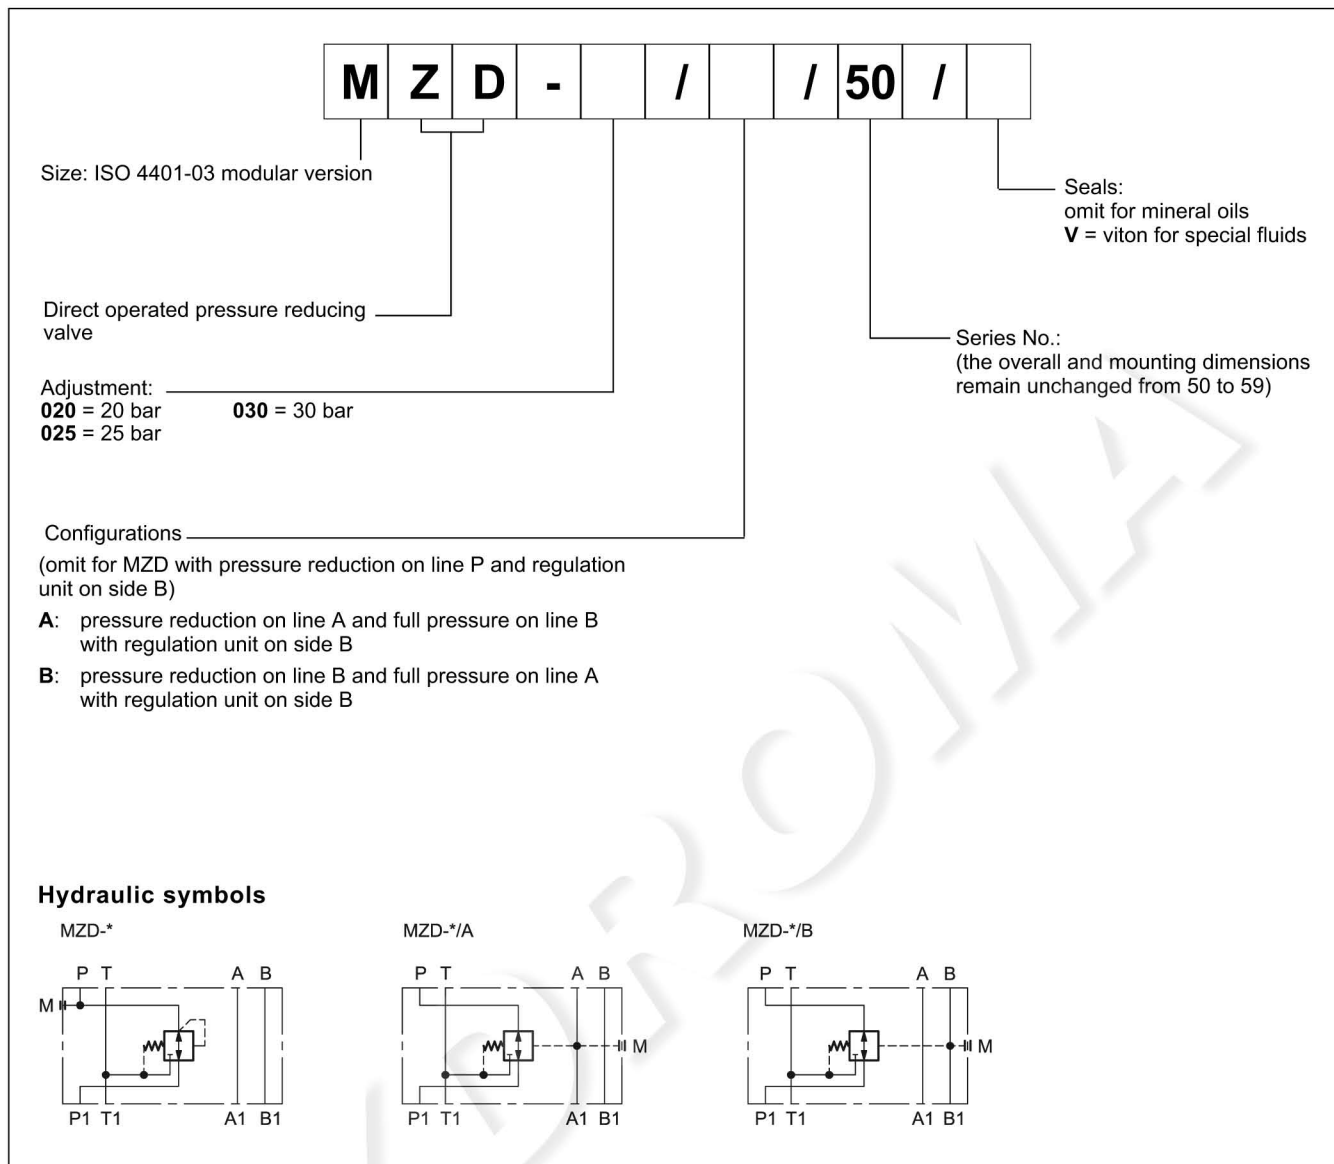 M Z D - / / 50 /
Size: ISO 4401-03 modular version
Seals:
omit for mineral oils
V = viton for special fluids
Direct operated pressure reducing
valve
Series No.:
(the overall and mounting dimensions
remain unchanged from 50 to 59)
Adjustment:
020 = 20 bar 030 = 30 bar
025 = 25 bar
Configurations
(omit for MZD with pressure reduction on line P and regulation
unit on side B)
A: pressure reduction on line A and full pressure on line B
with regulation unit on side B
B: pressure reduction on line B and full pressure on line A
with regulation unit on side B
Hydraulic symbols
MZD-* MZD-*/A MZD-*/B
P T A B P T A B P T A B
M
M M
P1 T1 A1 B1 P1 T1 A1 B1 P1 T1 A1 B1